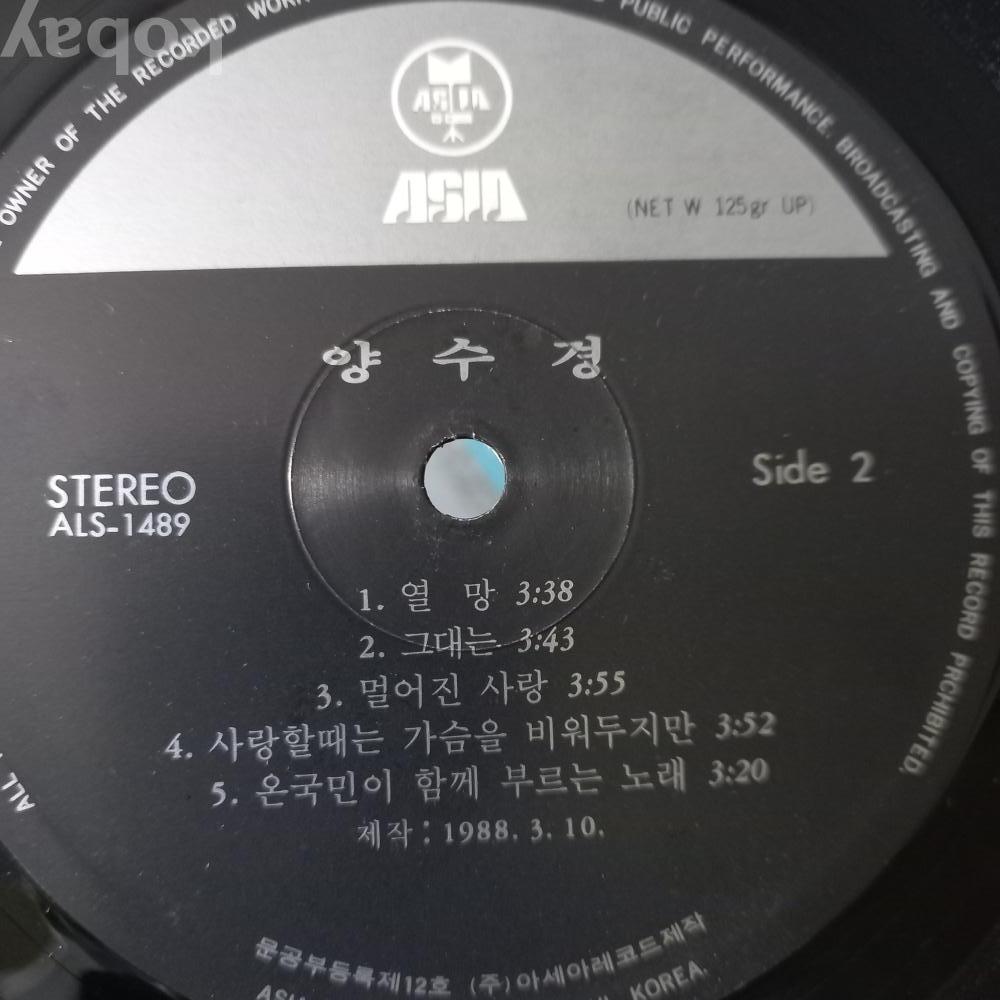 kobay
OWNER OF THE RECORDED WORK
PUBLIC PERFORMANCE. BROADCASTING AND COPYING OF THIS RECORD PRCHIBITED.
ASIA
ASIA
(NET W 125gr UP)
양 수 경
STEREO
ALS-1489
Side 2
1. 열 망 3:38
2. 그대는 3:43
3. 멀어진 사랑 3:55
4. 사랑할때는 가슴을 비워두지만 3:52
5. 온국민이 함께 부르는 노래 3:20
제작: 1988. 3. 10.
문공부등록제12호 (주)아세아레코드제작
KOREA.
ALL